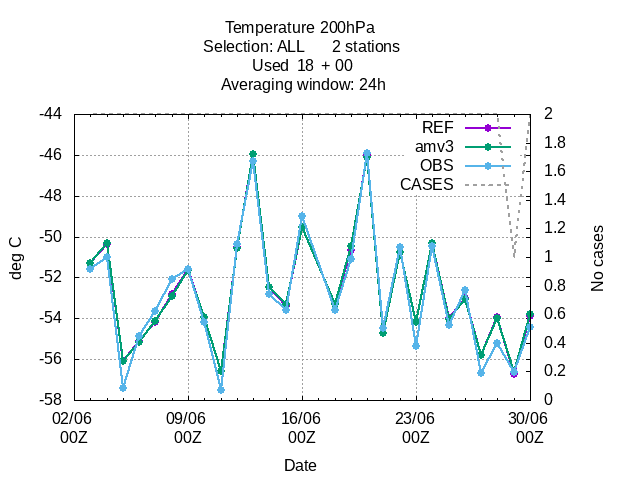 Temperature 200hPa
Selection: ALL 2 stations
Used 18 + 00
Averaging window: 24h
-44 2
REF
1.8
amv3
-46
OBS 1.6
CASES
-48 1.4
1.2
-50
deg C
1
No cases
-52
0.8
0.6
-54
0.4
-56
0.2
-58 0
02/06 09/06 16/06 23/06 30/06
00Z 00Z 00Z 00Z 00Z
Date